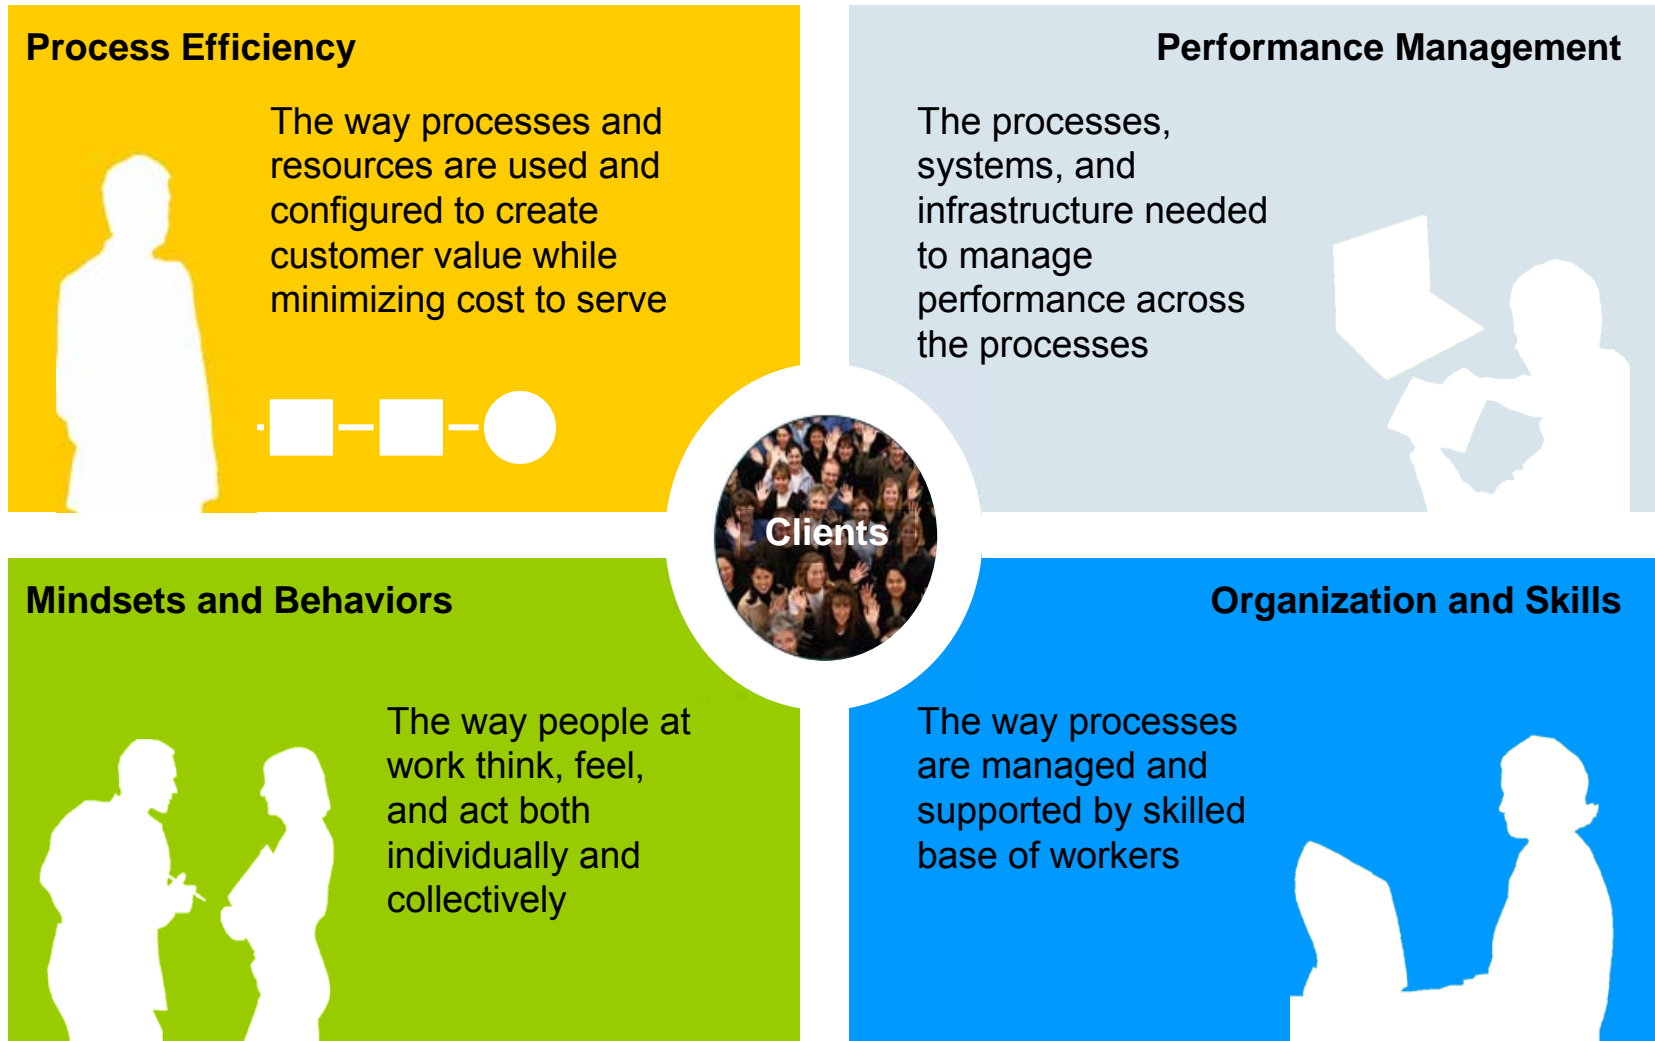 Process Efficiency
The way processes and
resources are used and
configured to create
customer value while
minimizing cost to serve
Performance Management
The processes,
systems, and
infrastructure needed
to manage
performance across
the processes
Clients
Mindsets and Behaviors
The way people at
work think, feel,
and act both
individually and
collectively
Organization and Skills
The way processes
are managed and
supported by skilled
base of workers